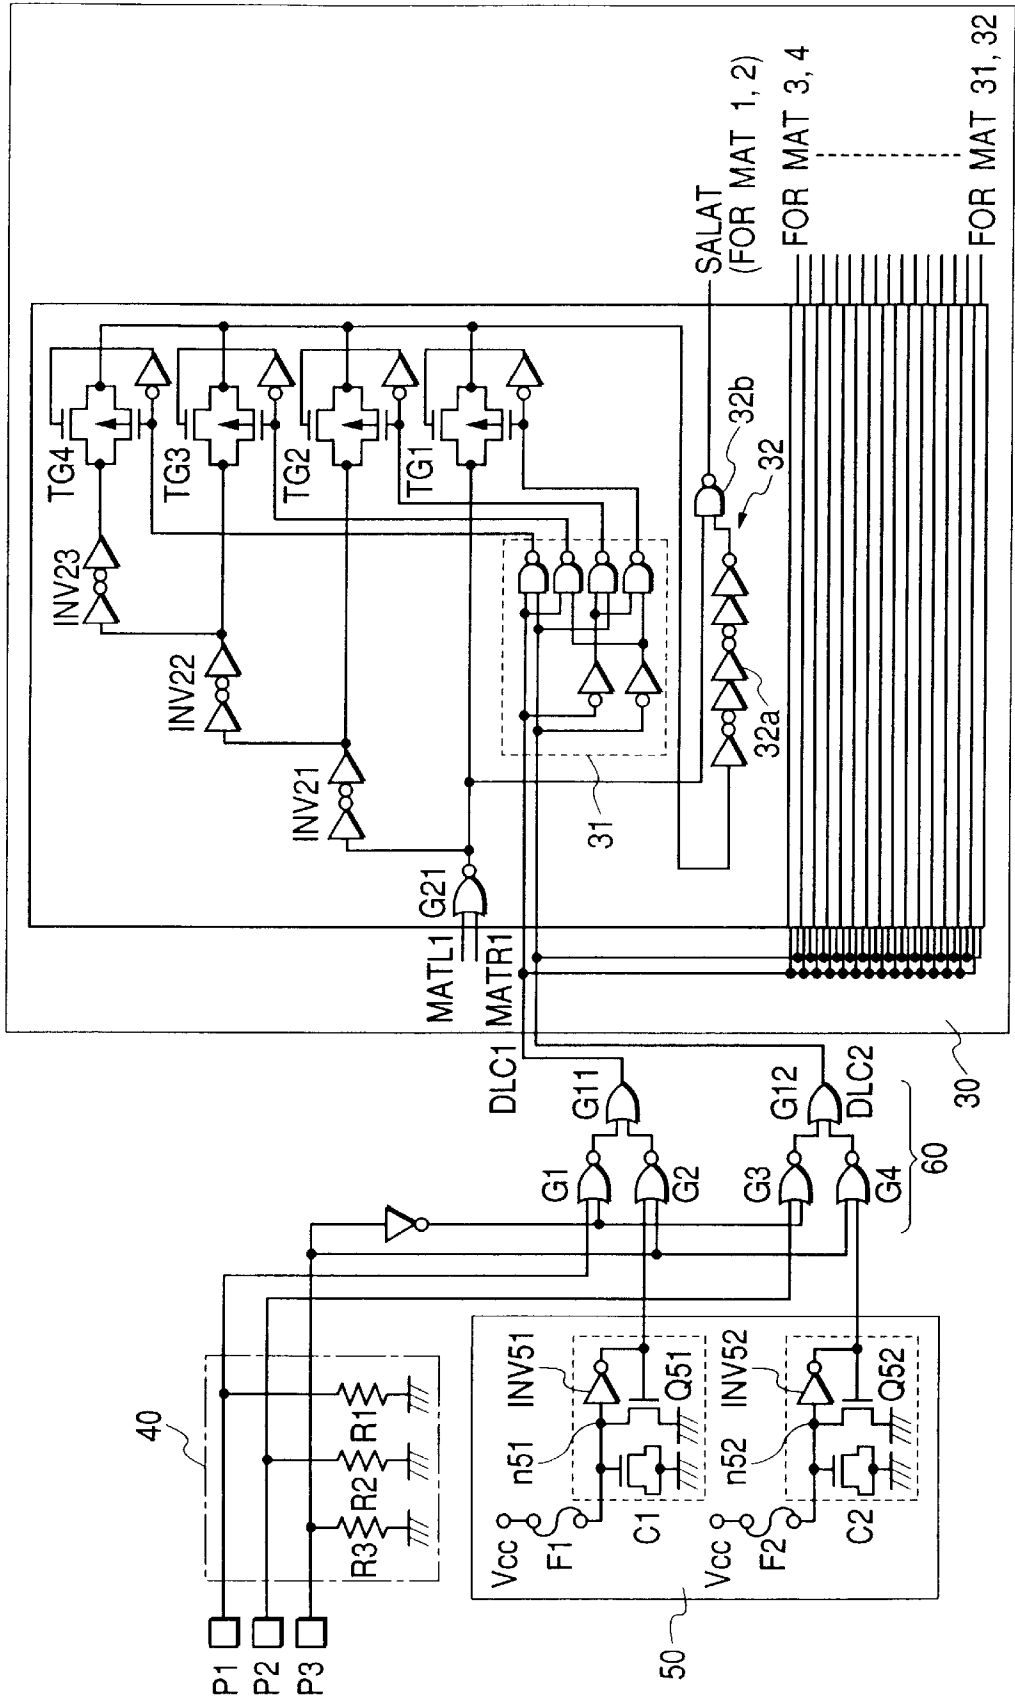 P1
P2
P3
40
R1
R2
R3
50
Vcc
F1
C1
n51
INV51
Q51
Vcc
F2
C2
n52
INV52
Q52
G1
G2
G3
G4
G11
G12
60
DLC1
DLC2
30
MATL1
MATR1
G21
INV21
INV22
INV23
TG4
TG3
TG2
TG1
31
32a
32b
32
SALAT
(FOR MAT 1, 2)
FOR MAT 3, 4
FOR MAT 31, 32